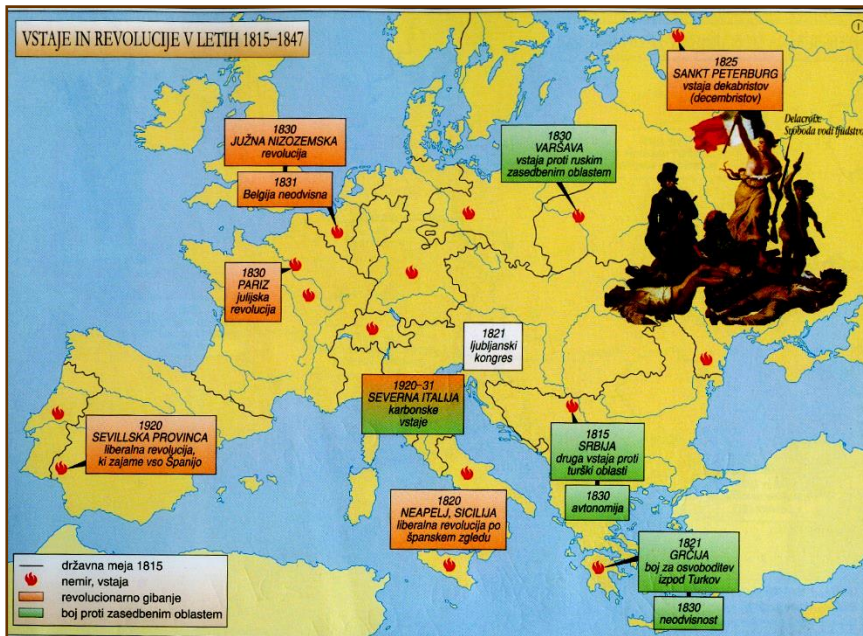 VSTAJE IN REVOLUCIJE V LETIH 1815–1847
1825
SANKT PETERBURG
vstaja dekabristov
(decembristov)
Delacroix:
Svoboda vodi ljudstvo
1830
JUŽNA NIZOZEMSKA
revolucija
1831
Belgija neodvisna
1830
VARŠAVA
vstaja proti ruskim
zasedbenim oblastem
1830
PARIZ
julijska
revolucija
1821
ljubljanski
kongres
1920–31
SEVERNA ITALIJA
karbonske
vstaje
1920
SEVILLSKA PROVINCA
liberalna revolucija,
ki zajame vso Španijo
1815
SRBIJA
druga vstaja proti
turški oblasti
1830
avtonomija
1820
NEAPELJ, SICILIJA
liberalna revolucija po
španskem zgledu
1821
GRČIJA
boj za osvoboditev
izpod Turkov
1830
neodvisnost
državna meja 1815
nemir, vstaja
revolucionarno gibanje
boj proti zasedbenim oblastem